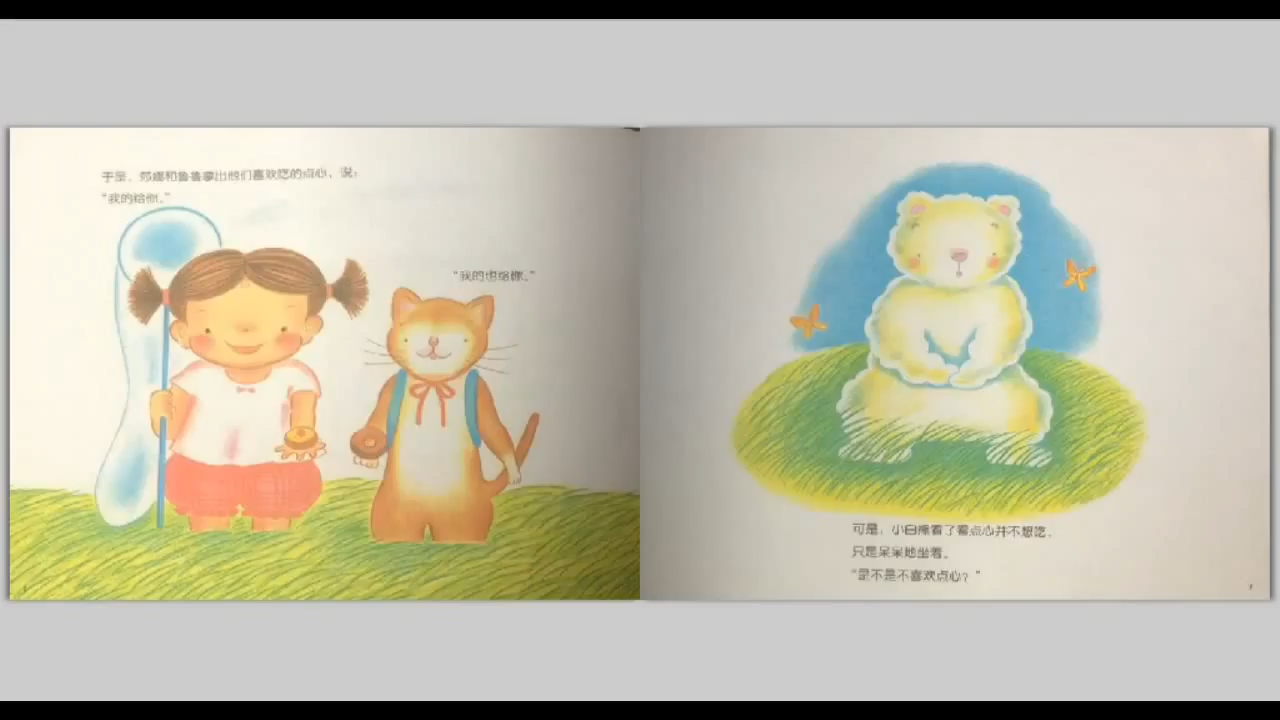 于是，娜娜和鲁鲁拿出他们喜欢吃的点心，说：
“我的给你。”
“我的也给你。”
可是，小白熊看了看点心并不想吃，
只是呆呆地坐着。
“是不是不喜欢点心？”